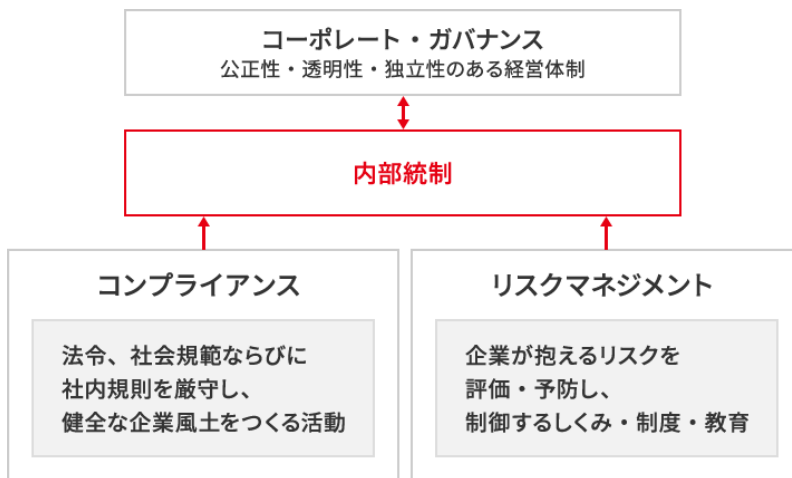 コーポレート・ガバナンス
公正性・透明性・独立性のある経営体制
内部統制
コンプライアンス
法令、社会規範ならびに
社内規則を厳守し、
健全な企業風土をつくる活動
リスクマネジメント
企業が抱えるリスクを
評価・予防し、
制御するしくみ・制度・教育